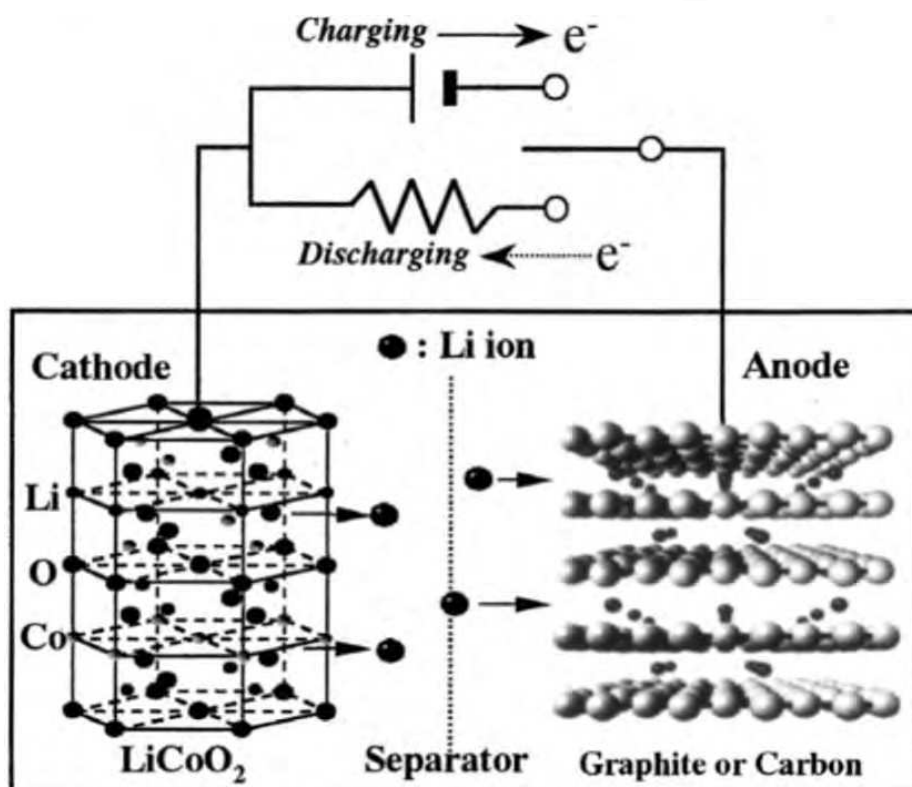 Charging e⁻
Discharging e⁻
Cathode
: Li ion
Anode
Li
O
Co
LiCoO₂
Separator
Graphite or Carbon